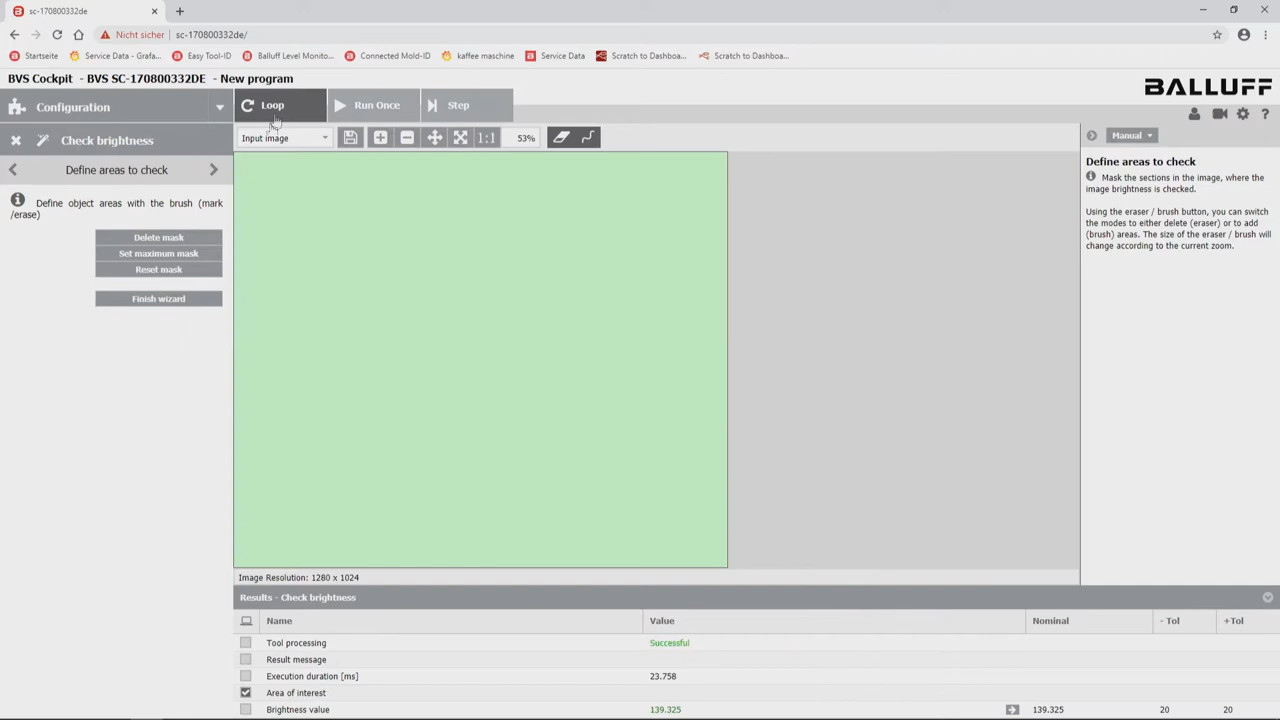 sc-170800332de
Nicht sicher | sc-170800332de/
Startseite
Service Data - Grafa...
Easy Tool-ID
Balluff Level Monito...
Connected Mold-ID
kaffee maschine
Service Data
Scratch to Dashboa...
Scratch to Dashboa...
BVS Cockpit - BVS SC-170800332DE - New program
BALLUFF
Configuration
Loop
Run Once
Step
Check brightness
Input image
1:1
53%
Manual
Define areas to check
Define object areas with the brush (mark
/erase)
Delete mask
Set maximum mask
Reset mask
Finish wizard
Define areas to check
Mask the sections in the image, where the
image brightness is checked.
Using the eraser / brush button, you can switch
the modes to either delete (eraser) or to add
(brush) areas. The size of the eraser / brush will
change according to the current zoom.
Image Resolution: 1280 x 1024
Results - Check brightness
Name Value Nominal - Tol +Tol
Tool processing Successful
Result message
Execution duration [ms] 23.758
Area of interest
Brightness value 139.325 139.325 20 20